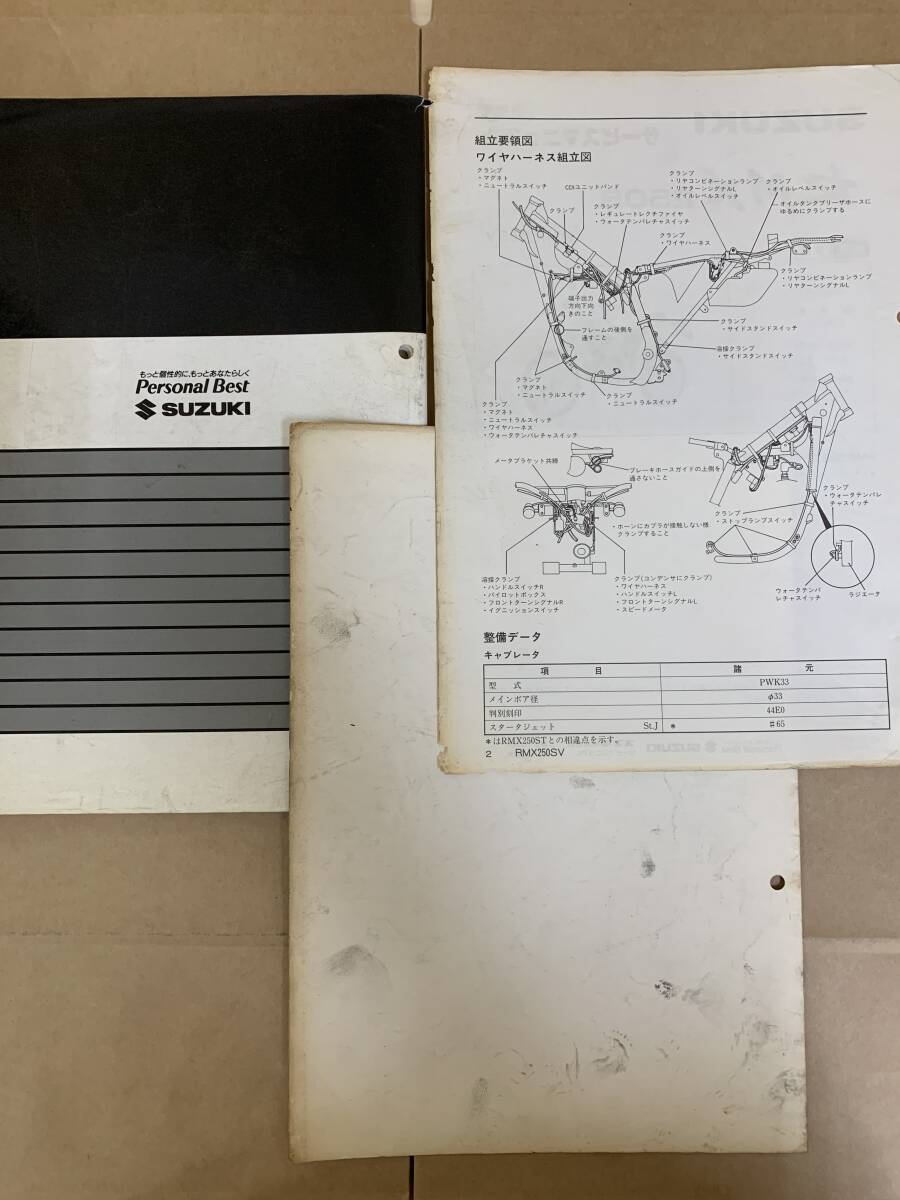 もっと個性的に、もっとあなたらしく
Personal Best
SUZUKI
組立要領図
ワイヤハーネス組立図
クランプ
・マグネト
・ニュートラルスイッチ
CDIユニットバンド
クランプ
クランプ
・レギュレートレクチファイヤ
・ウォータテンパレチャスイッチ
クランプ
・リヤコンビネーションランプ
・リヤターンシグナルL
・オイルレベルスイッチ
クランプ
・オイルレベルスイッチ
・オイルタンクブリーザホースに
ゆるめにクランプする
クランプ
・ワイヤハーネス
クランプ
・リヤコンビネーションランプ
・リヤターンシグナルL
端子出力
方向下向
きのこと
フレームの後側を
通すこと
クランプ
・サイドスタンドスイッチ
溶接クランプ
・サイドスタンドスイッチ
クランプ
・マグネト
・ニュートラルスイッチ
クランプ
・ニュートラルスイッチ
クランプ
・マグネト
・ニュートラルスイッチ
・ワイヤハーネス
・ウォータテンパレチャスイッチ
メータブラケット共締
ブレーキホースガイドの上側を
通さないこと
・ホーンにカプラが接触しない様
クランプすること
クランプ
・ストップランプスイッチ
クランプ
・ウォータテンパレ
チャスイッチ
溶接クランプ
・ハンドルスイッチR
・パイロットボックス
・フロントターンシグナルR
・イグニッションスイッチ
クランプ(コンデンサにクランプ)
・ワイヤハーネス
・ハンドルスイッチL
・フロントターンシグナルL
・スピードメータ
ウォータテンパ
レチャスイッチ
ラジエータ
整備データ
キャブレータ
項 目 諸 元
型 式 PWK33
メインボア径 φ33
判別刻印 44E0
スタータジェット St.J * #65
*はRMX250STとの相違点を示す。
2 RMX250SV